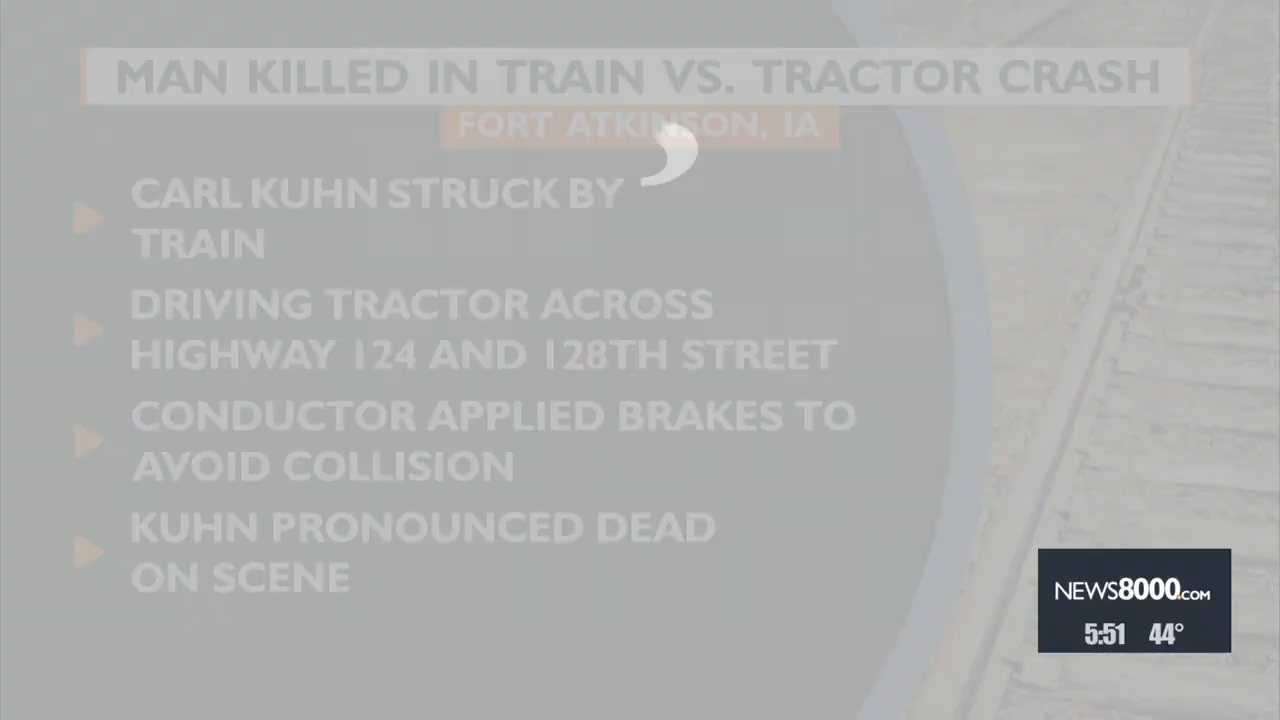 MAN KILLED IN TRAIN VS. TRACTOR CRASH
FORT ATKINSON, IA
CARL KUHN STRUCK BY
TRAIN
DRIVING TRACTOR ACROSS
HIGHWAY 124 AND 128TH STREET
CONDUCTOR APPLIED BRAKES TO
AVOID COLLISION
KUHN PRONOUNCED DEAD
ON SCENE
NEWS8000.COM
5:51 44°